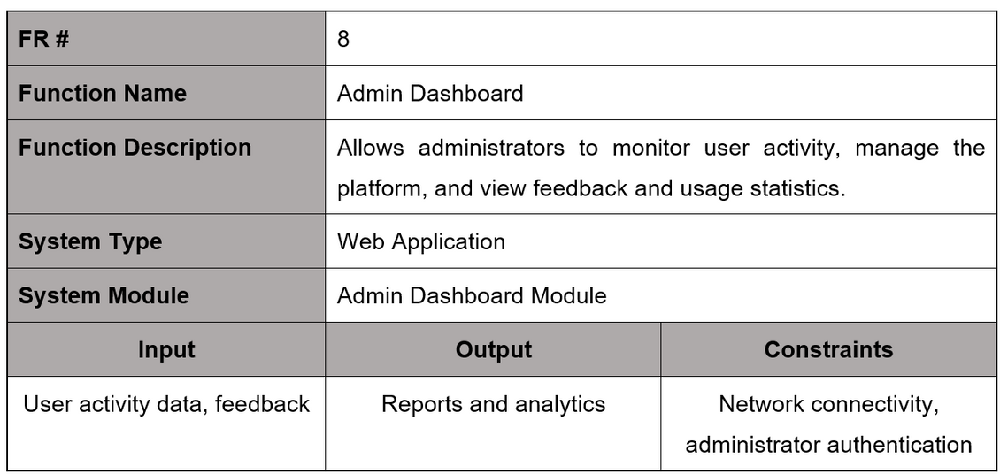 FR # 8
Function Name Admin Dashboard
Function Description Allows administrators to monitor user activity, manage the
platform, and view feedback and usage statistics.
System Type Web Application
System Module Admin Dashboard Module
Input Output Constraints
User activity data, feedback Reports and analytics Network connectivity,
administrator authentication